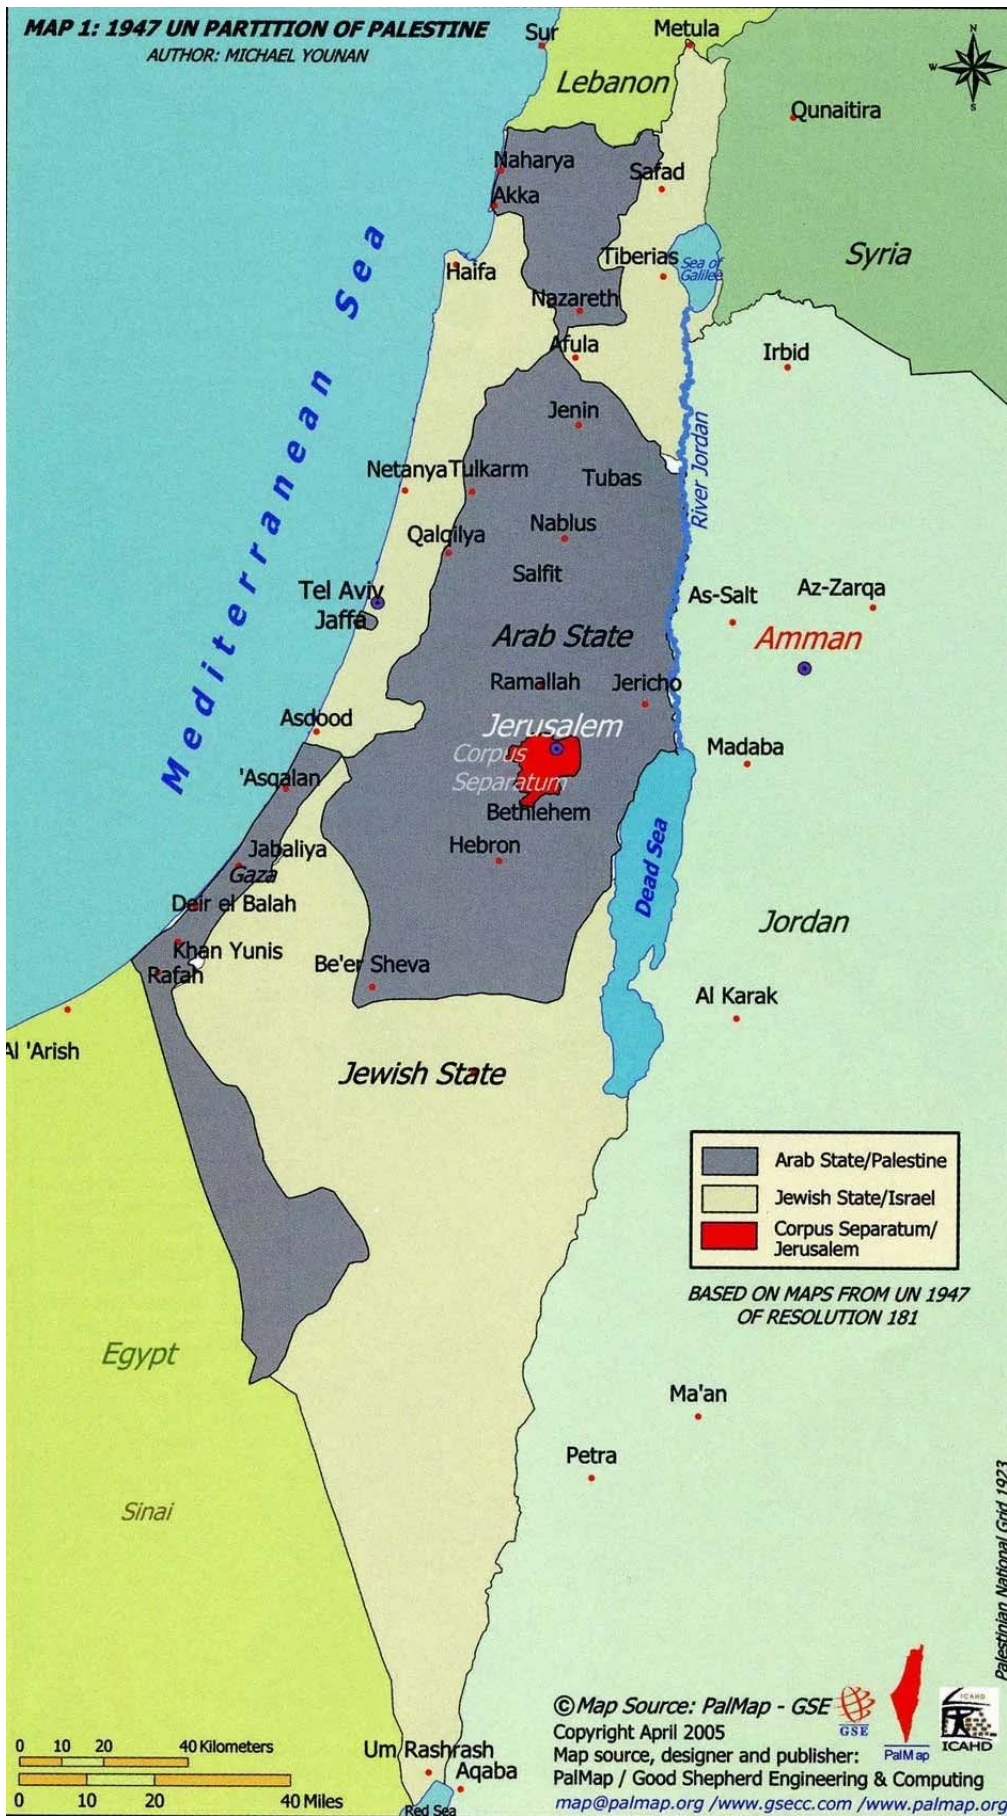 MAP 1: 1947 UN PARTITION OF PALESTINE
AUTHOR: MICHAEL YOUNAN
N
W
S
Sur
Metula
Lebanon
Qunaitira
Naharya
Safad
Akka
Syria
Tiberias
Sea of
Galilee
Haifa
Nazareth
Afula
Irbid
Mediterranean Sea
Jenin
River Jordan
Netanya
Tulkarm
Tubas
Qalqilya
Nablus
Salfit
Tel Aviv
Jaffa
As-Salt
Az-Zarqa
Arab State
Amman
Ramallah
Jericho
Asdood
Jerusalem
Corpus
Separatum
Madaba
'Asqalan
Bethlehem
Jabaliya
Hebron
Gaza
Dead Sea
Deir el Balah
Jordan
Khan Yunis
Rafah
Be'er Sheva
Al Karak
Al 'Arish
Jewish State
Arab State/Palestine
Jewish State/Israel
Corpus Separatum/
Jerusalem
BASED ON MAPS FROM UN 1947
OF RESOLUTION 181
Egypt
Ma'an
Petra
Sinai
Palestinian National Grid 1923
©Map Source: PalMap - GSE
GSE
PalMap
ICAHD
ICAHD
Copyright April 2005
Map source, designer and publisher:
PalMap / Good Shepherd Engineering & Computing
map@palmap.org /www.gsecc.com /www.palmap.org
0 10 20 40 Kilometers
0 10 20 40 Miles
Um Rashrash
Aqaba
Red Sea